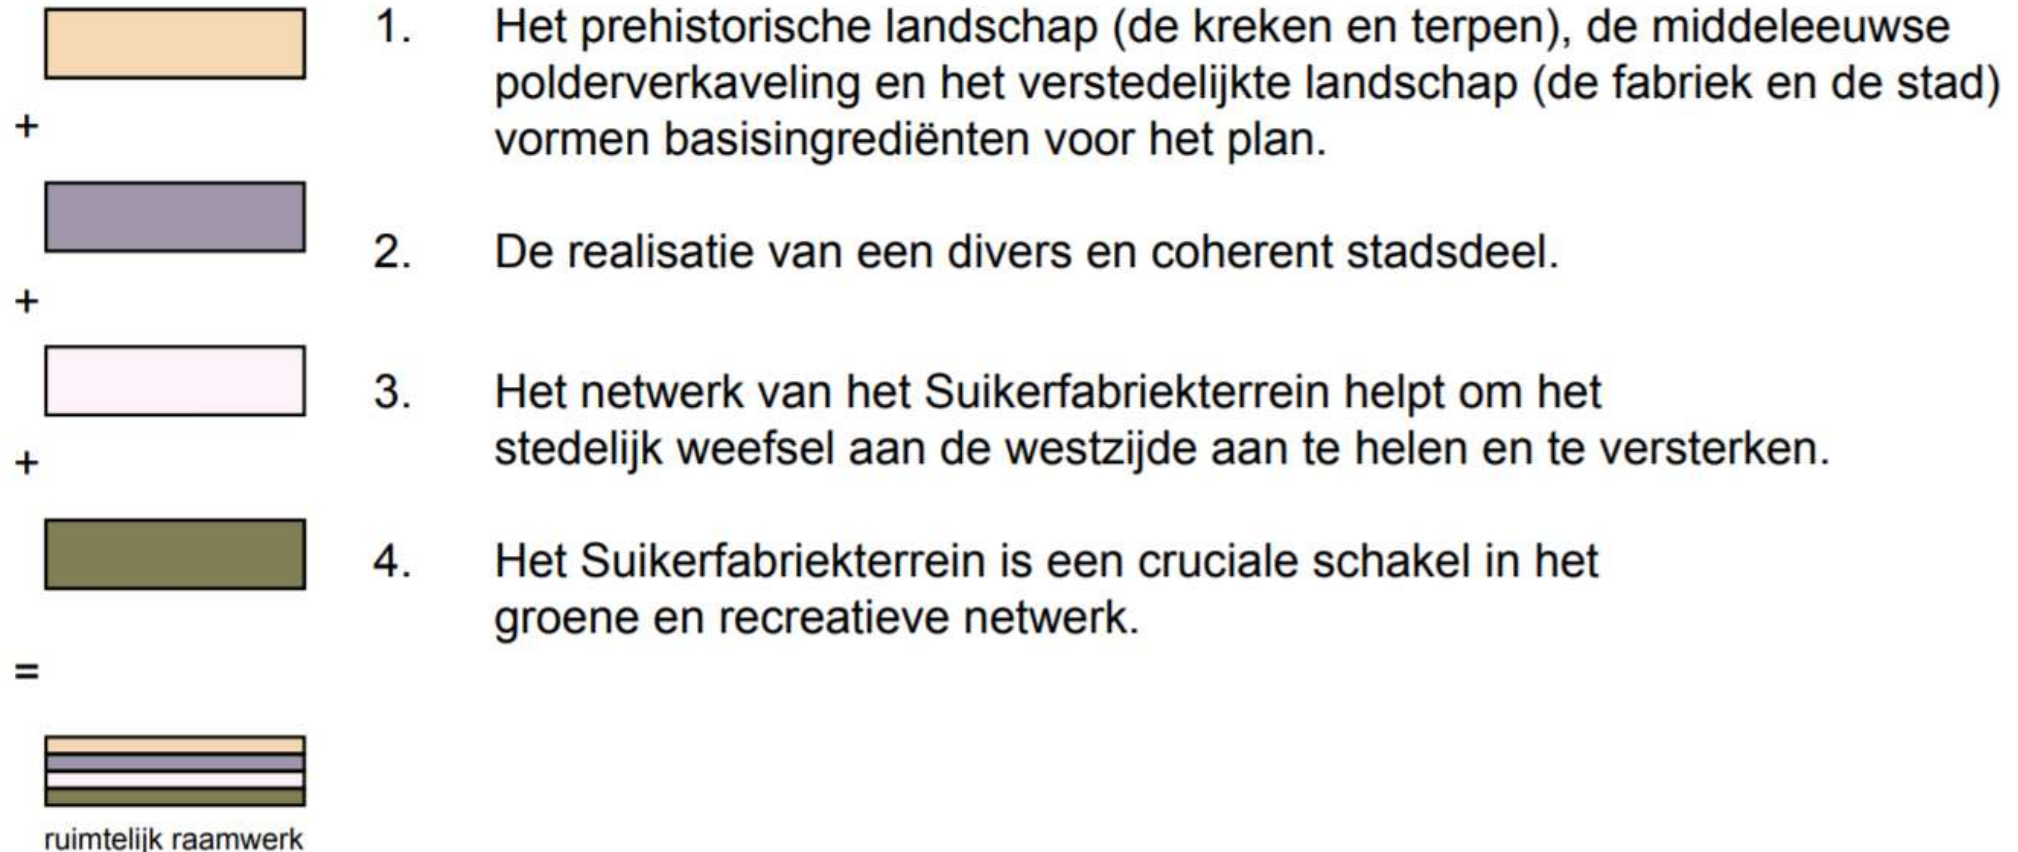 1. Het prehistorische landschap (de kreken en terpen), de middeleeuwse
polderverkaveling en het verstedelijkte landschap (de fabriek en de stad)
+
vormen basisingrediënten voor het plan.
2. De realisatie van een divers en coherent stadsdeel.
+
3. Het netwerk van het Suikerfabriekterrein helpt om het
stedelijk weefsel aan de westzijde aan te helen en te versterken.
+
4. Het Suikerfabriekterrein is een cruciale schakel in het
groene en recreatieve netwerk.
=
ruimtelijk raamwerk